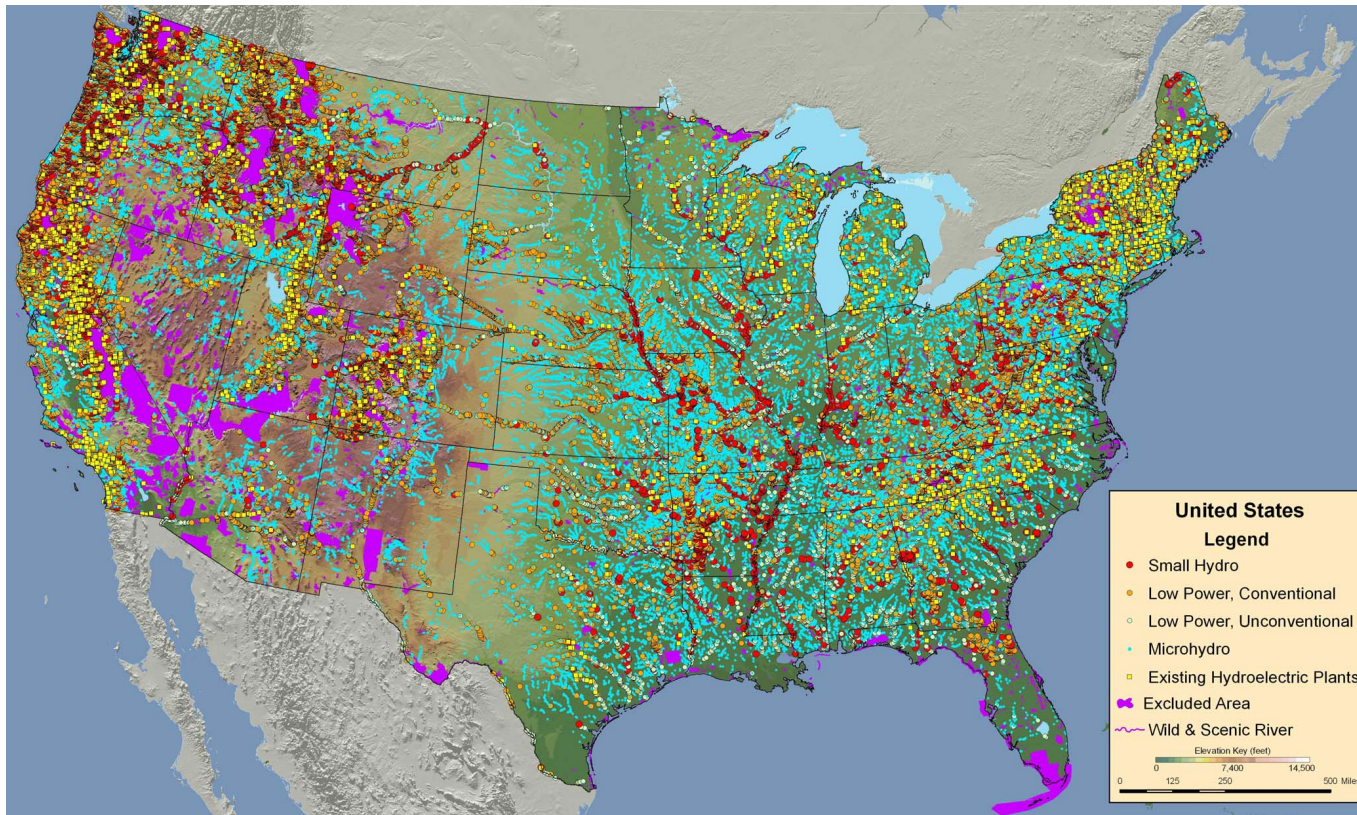 United States
Legend
Small Hydro
Low Power, Conventional
Low Power, Unconventional
Microhydro
Existing Hydroelectric Plants
Excluded Area
Wild & Scenic River
Elevation Key (feet)
0 7,400 14,500
0 125 250 500 Miles